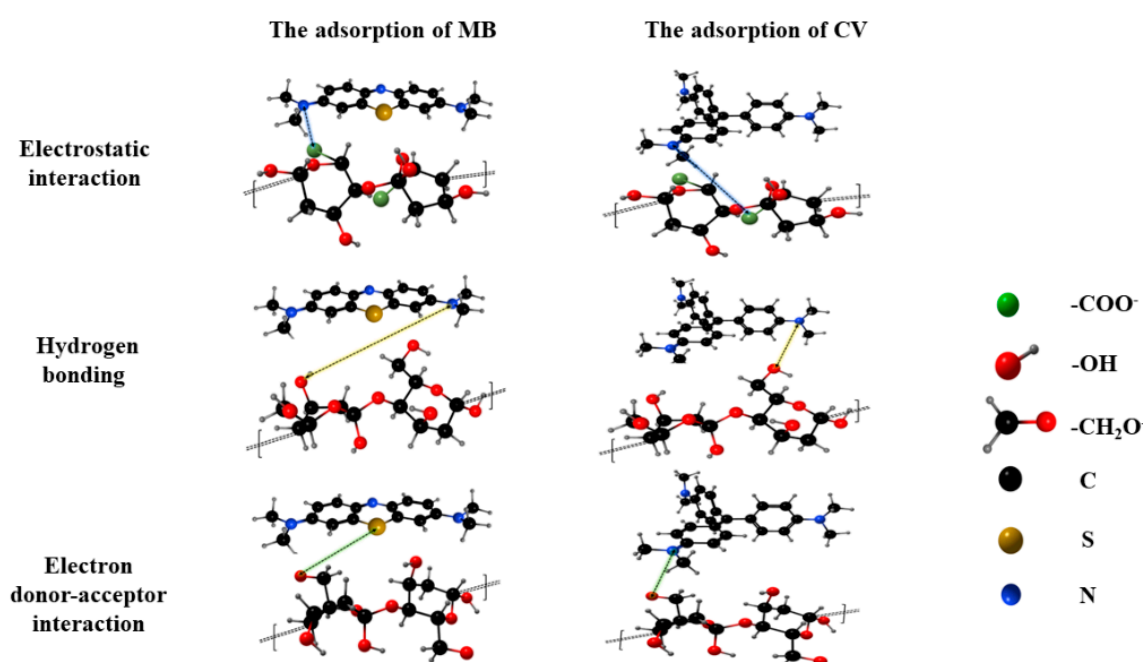 The adsorption of MB
The adsorption of CV
Electrostatic
interaction
Hydrogen
bonding
Electron
donor-acceptor
interaction
-COO⁻
-OH
-CH₂O⁻
C
S
N